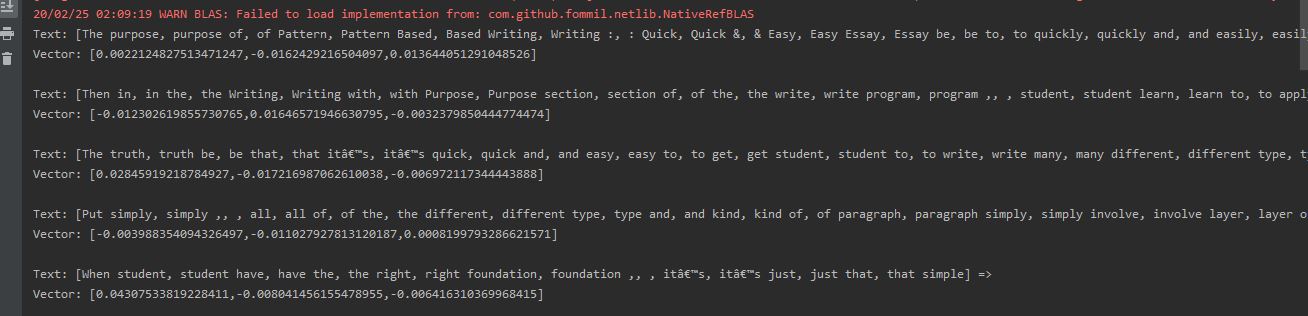 20/02/25 02:09:19 WARN BLAS: Failed to load implementation from: com.github.fommil.netlib.NativeRefBLAS
Text: [The purpose, purpose of, of Pattern, Pattern Based, Based Writing, Writing :, : Quick, Quick &, & Easy, Easy Essay, Essay be, be to, to quickly, quickly and, and easily, easil
Vector: [0.0022124827513471247,-0.0162429216504097,0.013644051291048526]
Text: [Then in, in the, the Writing, Writing with, with Purpose, Purpose section, section of, of the, the write, write program, program ,, , student, student learn, learn to, to appl
Vector: [-0.012302619855730765,0.01646571946630795,-0.0032379850444774474]
Text: [The truth, truth be, be that, that itâ€™s, itâ€™s quick, quick and, and easy, easy to, to get, get student, student to, to write, write many, many different, different type, t
Vector: [0.02845919218784927,-0.017216987062610038,-0.006972117344443888]
Text: [Put simply, simply ,, , all, all of, of the, the different, different type, type and, and kind, kind of, of paragraph, paragraph simply, simply involve, involve layer, layer o
Vector: [-0.003988354094326497,-0.011027927813120187,0.0008199793286621571]
Text: [When student, student have, have the, the right, right foundation, foundation ,, , itâ€™s, itâ€™s just, just that, that simple] =>
Vector: [0.04307533819228411,-0.008041456155478955,-0.006416310369968415]